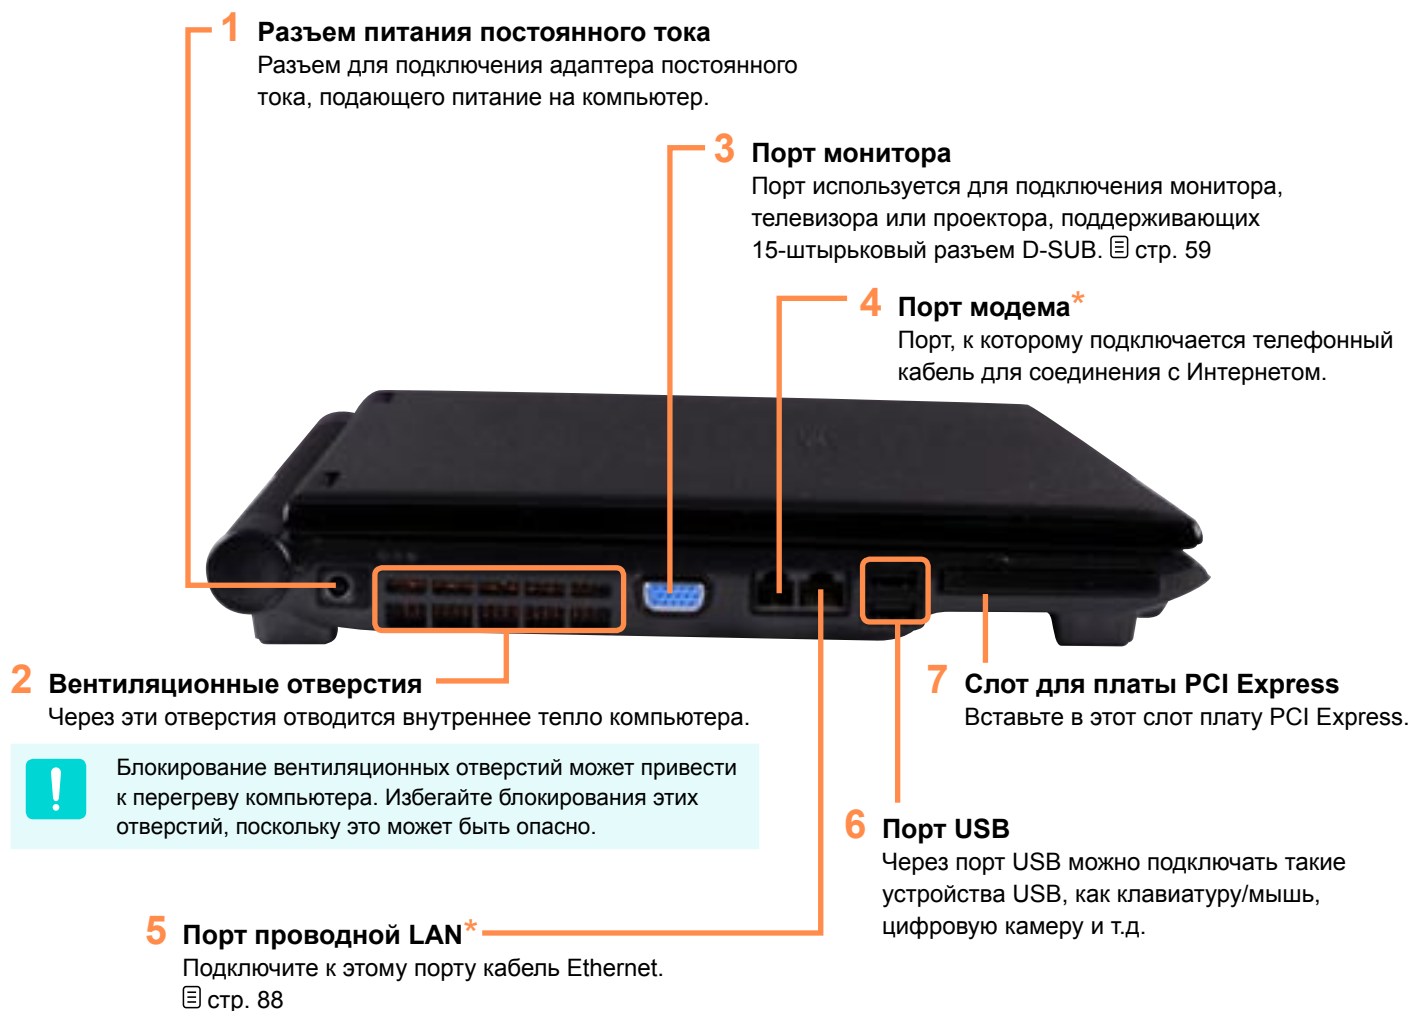 1 Разъем питания постоянного тока
Разъем для подключения адаптера постоянного
тока, подающего питание на компьютер.
3 Порт монитора
Порт используется для подключения монитора,
телевизора или проектора, поддерживающих
15-штырьковый разъем D-SUB. стр. 59
4 Порт модема*
Порт, к которому подключается телефонный
кабель для соединения с Интернетом.
2 Вентиляционные отверстия
Через эти отверстия отводится внутреннее тепло компьютера.
Блокирование вентиляционных отверстий может привести
к перегреву компьютера. Избегайте блокирования этих
отверстий, поскольку это может быть опасно.
7 Слот для платы PCI Express
Вставьте в этот слот плату PCI Express.
6 Порт USB
Через порт USB можно подключать такие
устройства USB, как клавиатуру/мышь,
цифровую камеру и т.д.
5 Порт проводной LAN*
Подключите к этому порту кабель Ethernet.
стр. 88